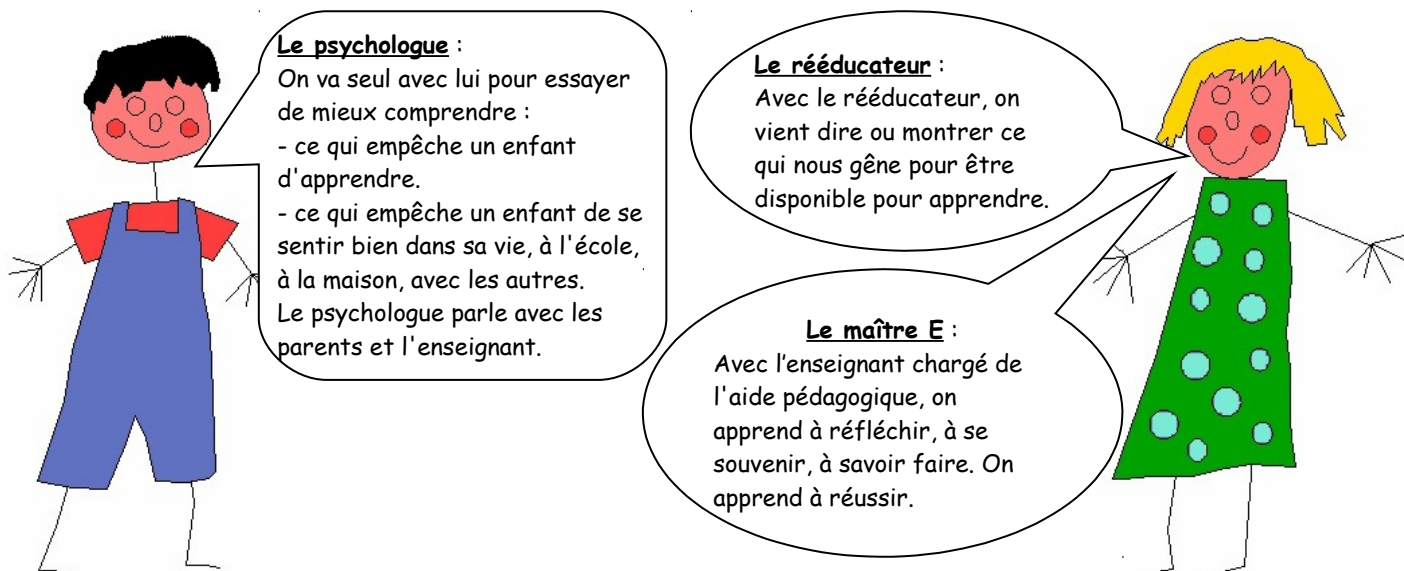 Le psychologue :
On va seul avec lui pour essayer
de mieux comprendre :
- ce qui empêche un enfant
d'apprendre.
- ce qui empêche un enfant de se
sentir bien dans sa vie, à l'école,
à la maison, avec les autres.
Le psychologue parle avec les
parents et l'enseignant.
Le rééducateur :
Avec le rééducateur, on
vient dire ou montrer ce
qui nous gêne pour être
disponible pour apprendre.
Le maître E :
Avec l’enseignant chargé de
l'aide pédagogique, on
apprend à réfléchir, à se
souvenir, à savoir faire. On
apprend à réussir.